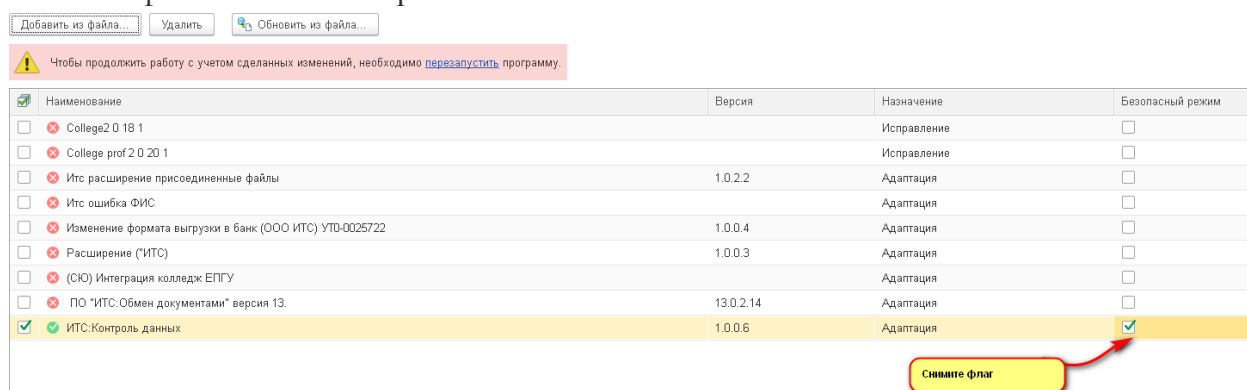 Добавить из файла... Удалить Обновить из файла...
Чтобы продолжить работу с учетом сделанных изменений, необходимо перезапустить программу.
Наименование Версия Назначение Безопасный режим
College2 0 18 1 Исправление
College prof 2 0 20 1 Исправление
Итс расширение присоединенные файлы 1.0.2.2 Адаптация
Итс ошибка ФИС Адаптация
Изменение формата выгрузки в банк (ООО ИТС) УТ0-0025722 1.0.0.4 Адаптация
Расширение ("ИТС) 1.0.0.3 Адаптация
(СЮ) Интеграция колледж ЕПГУ Адаптация
ПО "ИТС:Обмен документами" версия 13. 13.0.2.14 Адаптация
ИТС:Контроль данных 1.0.0.6 Адаптация
Снимите флаг